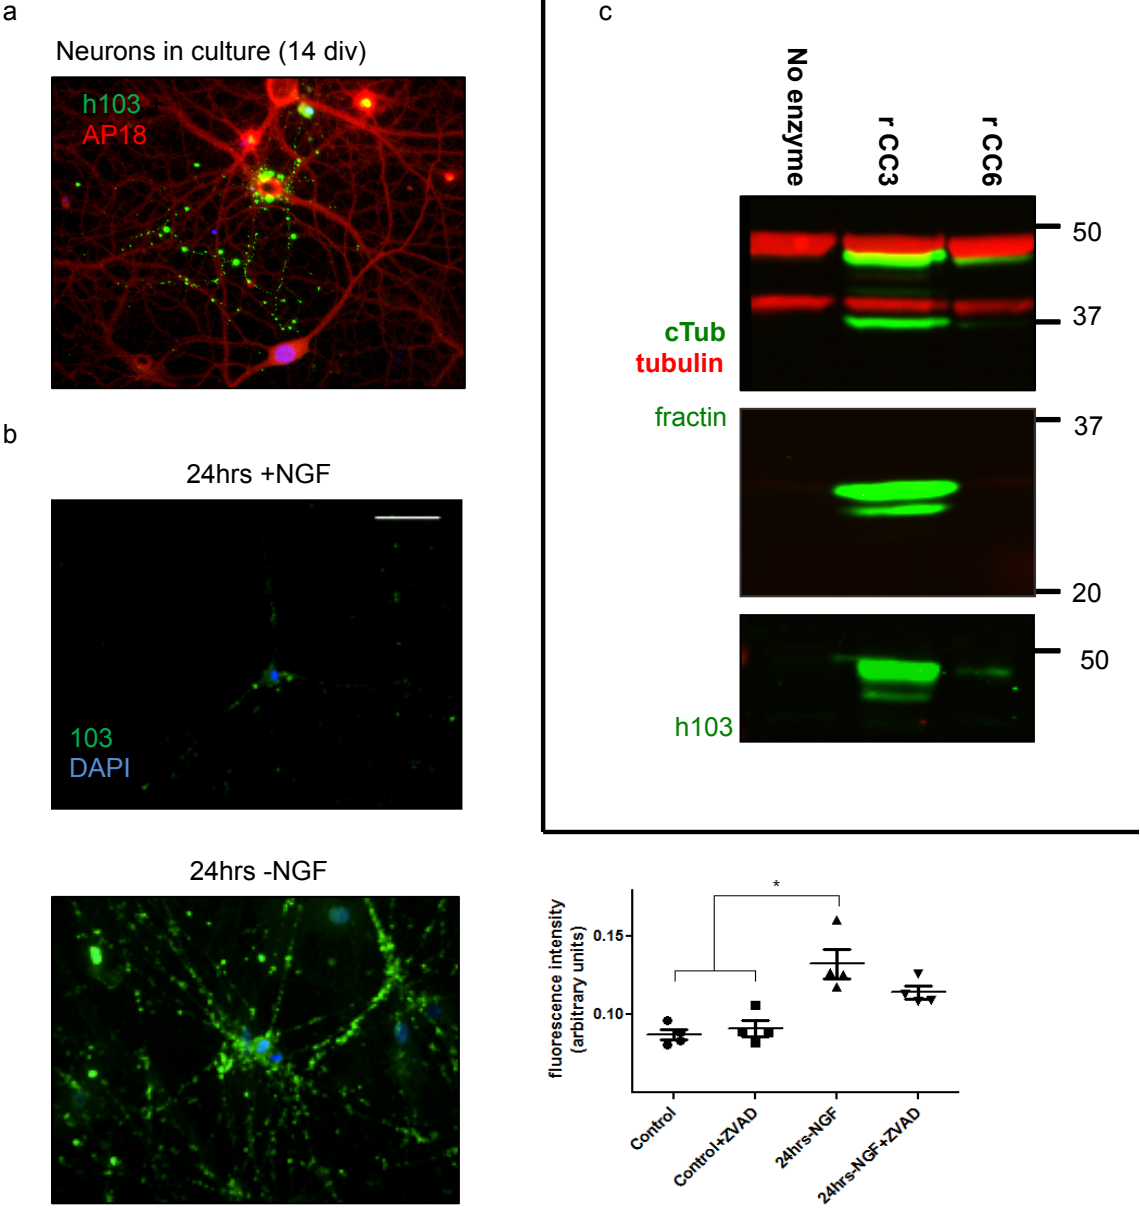 a
Neurons in culture (14 div)
h103
AP18
b
24hrs +NGF
103
DAPI
24hrs -NGF
c
No enzyme
r CC3
r CC6
50
37
cTub
tubulin
fractin
37
20
50
h103
*
fluorescence intensity
(arbitrary units)
0.15
0.10
Control
Control+ZVAD
24hrs-NGF
24hrs-NGF+ZVAD